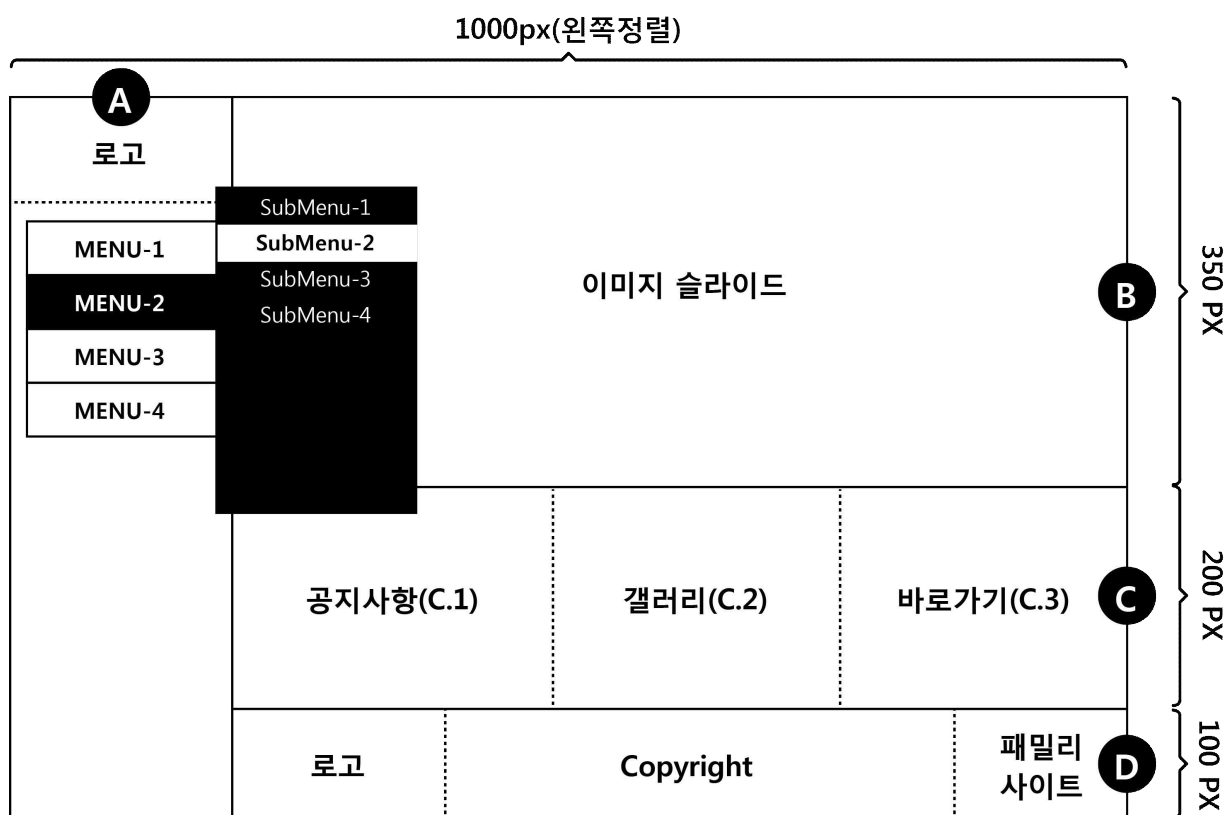 1000px(왼쪽정렬)
A
로고
MENU-1
MENU-2
MENU-3
MENU-4
SubMenu-1
SubMenu-2
SubMenu-3
SubMenu-4
이미지 슬라이드
B
350 PX
공지사항(C.1)
갤러리(C.2)
바로가기(C.3)
C
200 PX
로고
Copyright
패밀리
사이트
D
100 PX